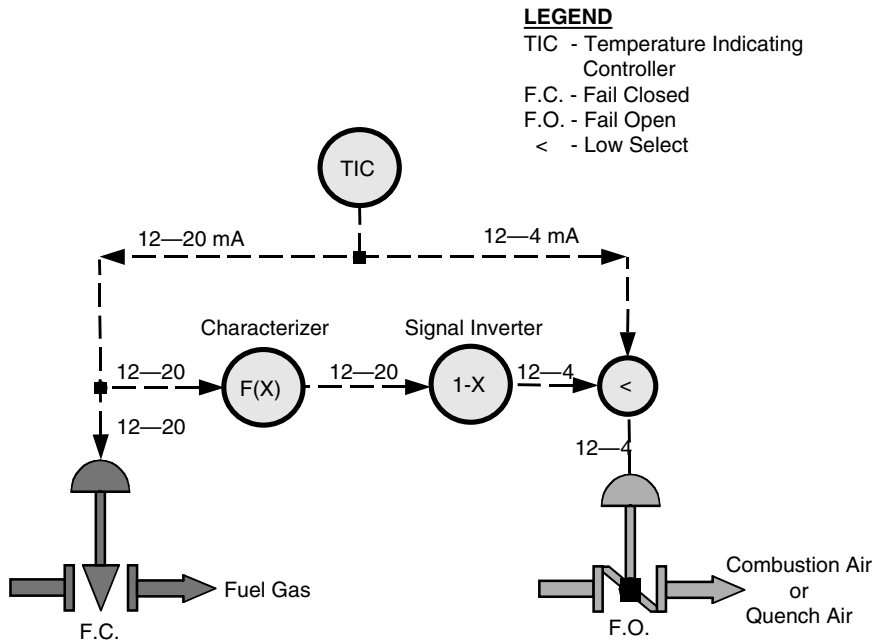 LEGEND
TIC - Temperature Indicating
Controller
F.C. - Fail Closed
F.O. - Fail Open
< - Low Select
TIC
12—20 mA
12—4 mA
Characterizer
Signal Inverter
12—20
F(X)
12—20
1-X
12—4
<
12—20
12—4
Fuel Gas
F.C.
Combustion Air
or
Quench Air
F.O.